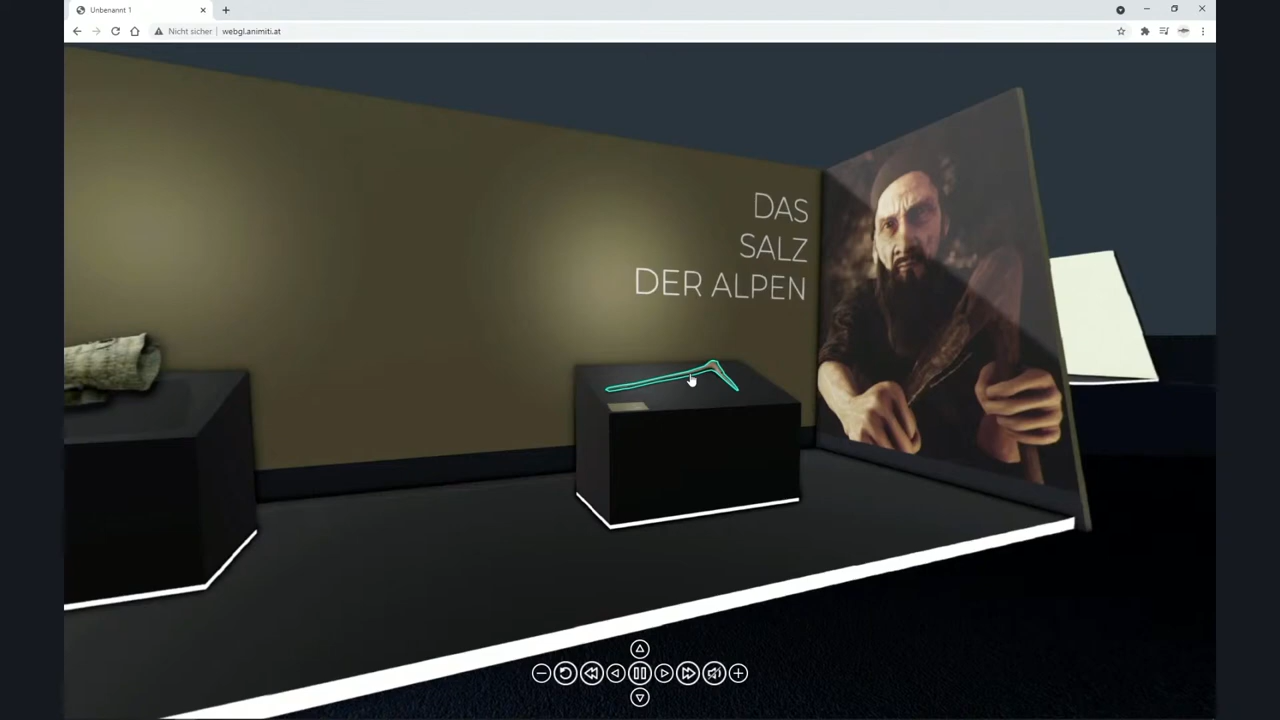 Unbenannt 1
Nicht sicher
webgl.animiti.at
DAS
SALZ
DER ALPEN